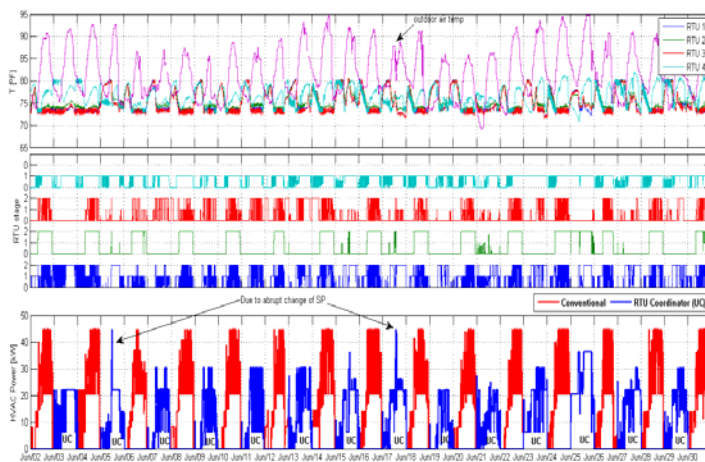 outdoor air temp
RTU 1
RTU 2
RTU 3
RTU 4
95
90
85
80
75
70
65
T [°F]
0
0
1
0
2
1
0
2
1
0
2
1
0
RTU stage
Due to abrupt change of SP
Conventional
RTU Coordinator (UC)
50
40
30
20
10
0
HVAC Power [kW]
UC UC UC UC UC UC UC UC UC UC UC UC UC UC
Jun/02 Jun/03 Jun/04 Jun/05 Jun/06 Jun/07 Jun/08 Jun/09 Jun/10 Jun/11 Jun/12 Jun/13 Jun/14 Jun/15 Jun/16 Jun/17 Jun/18 Jun/19 Jun/20 Jun/21 Jun/22 Jun/23 Jun/24 Jun/25 Jun/26 Jun/27 Jun/28 Jun/29 Jun/30